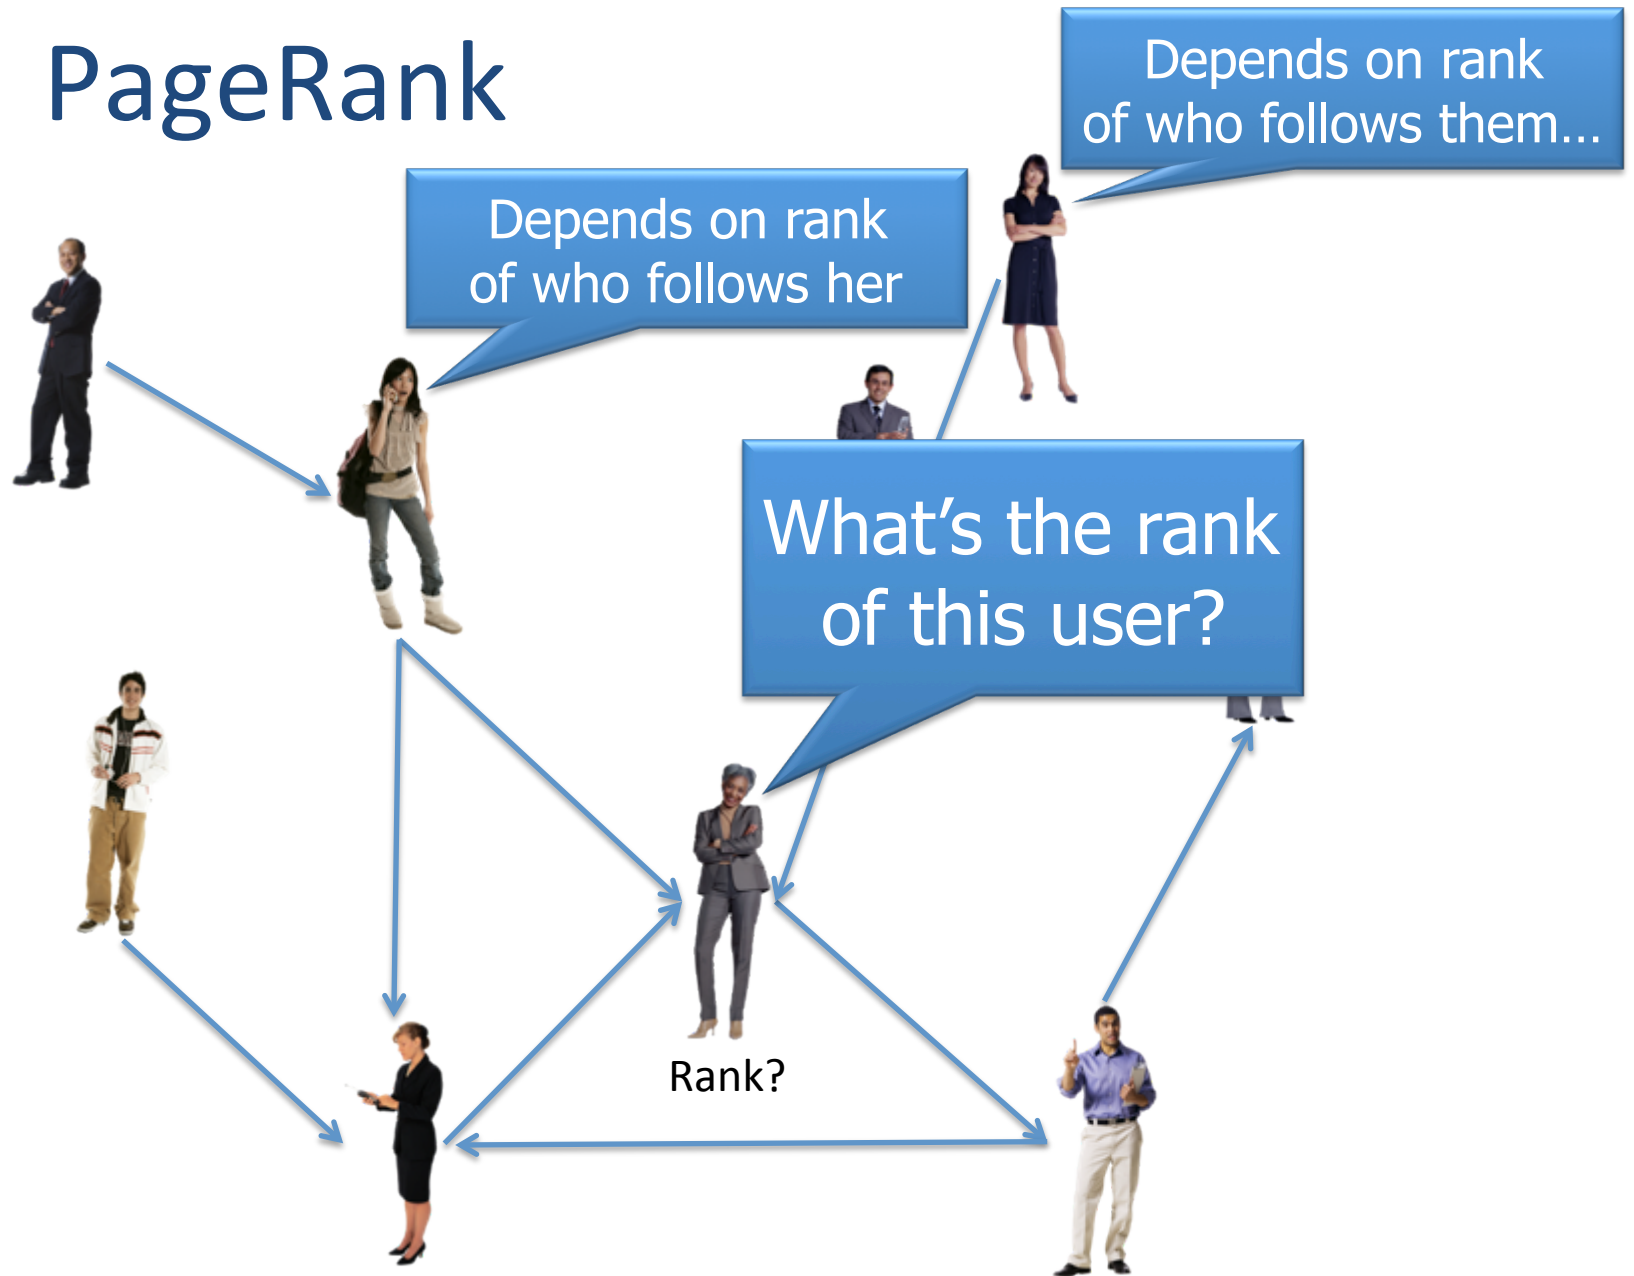 PageRank
Depends on rank
of who follows them...
Depends on rank
of who follows her
What’s the rank
of this user?
Rank?